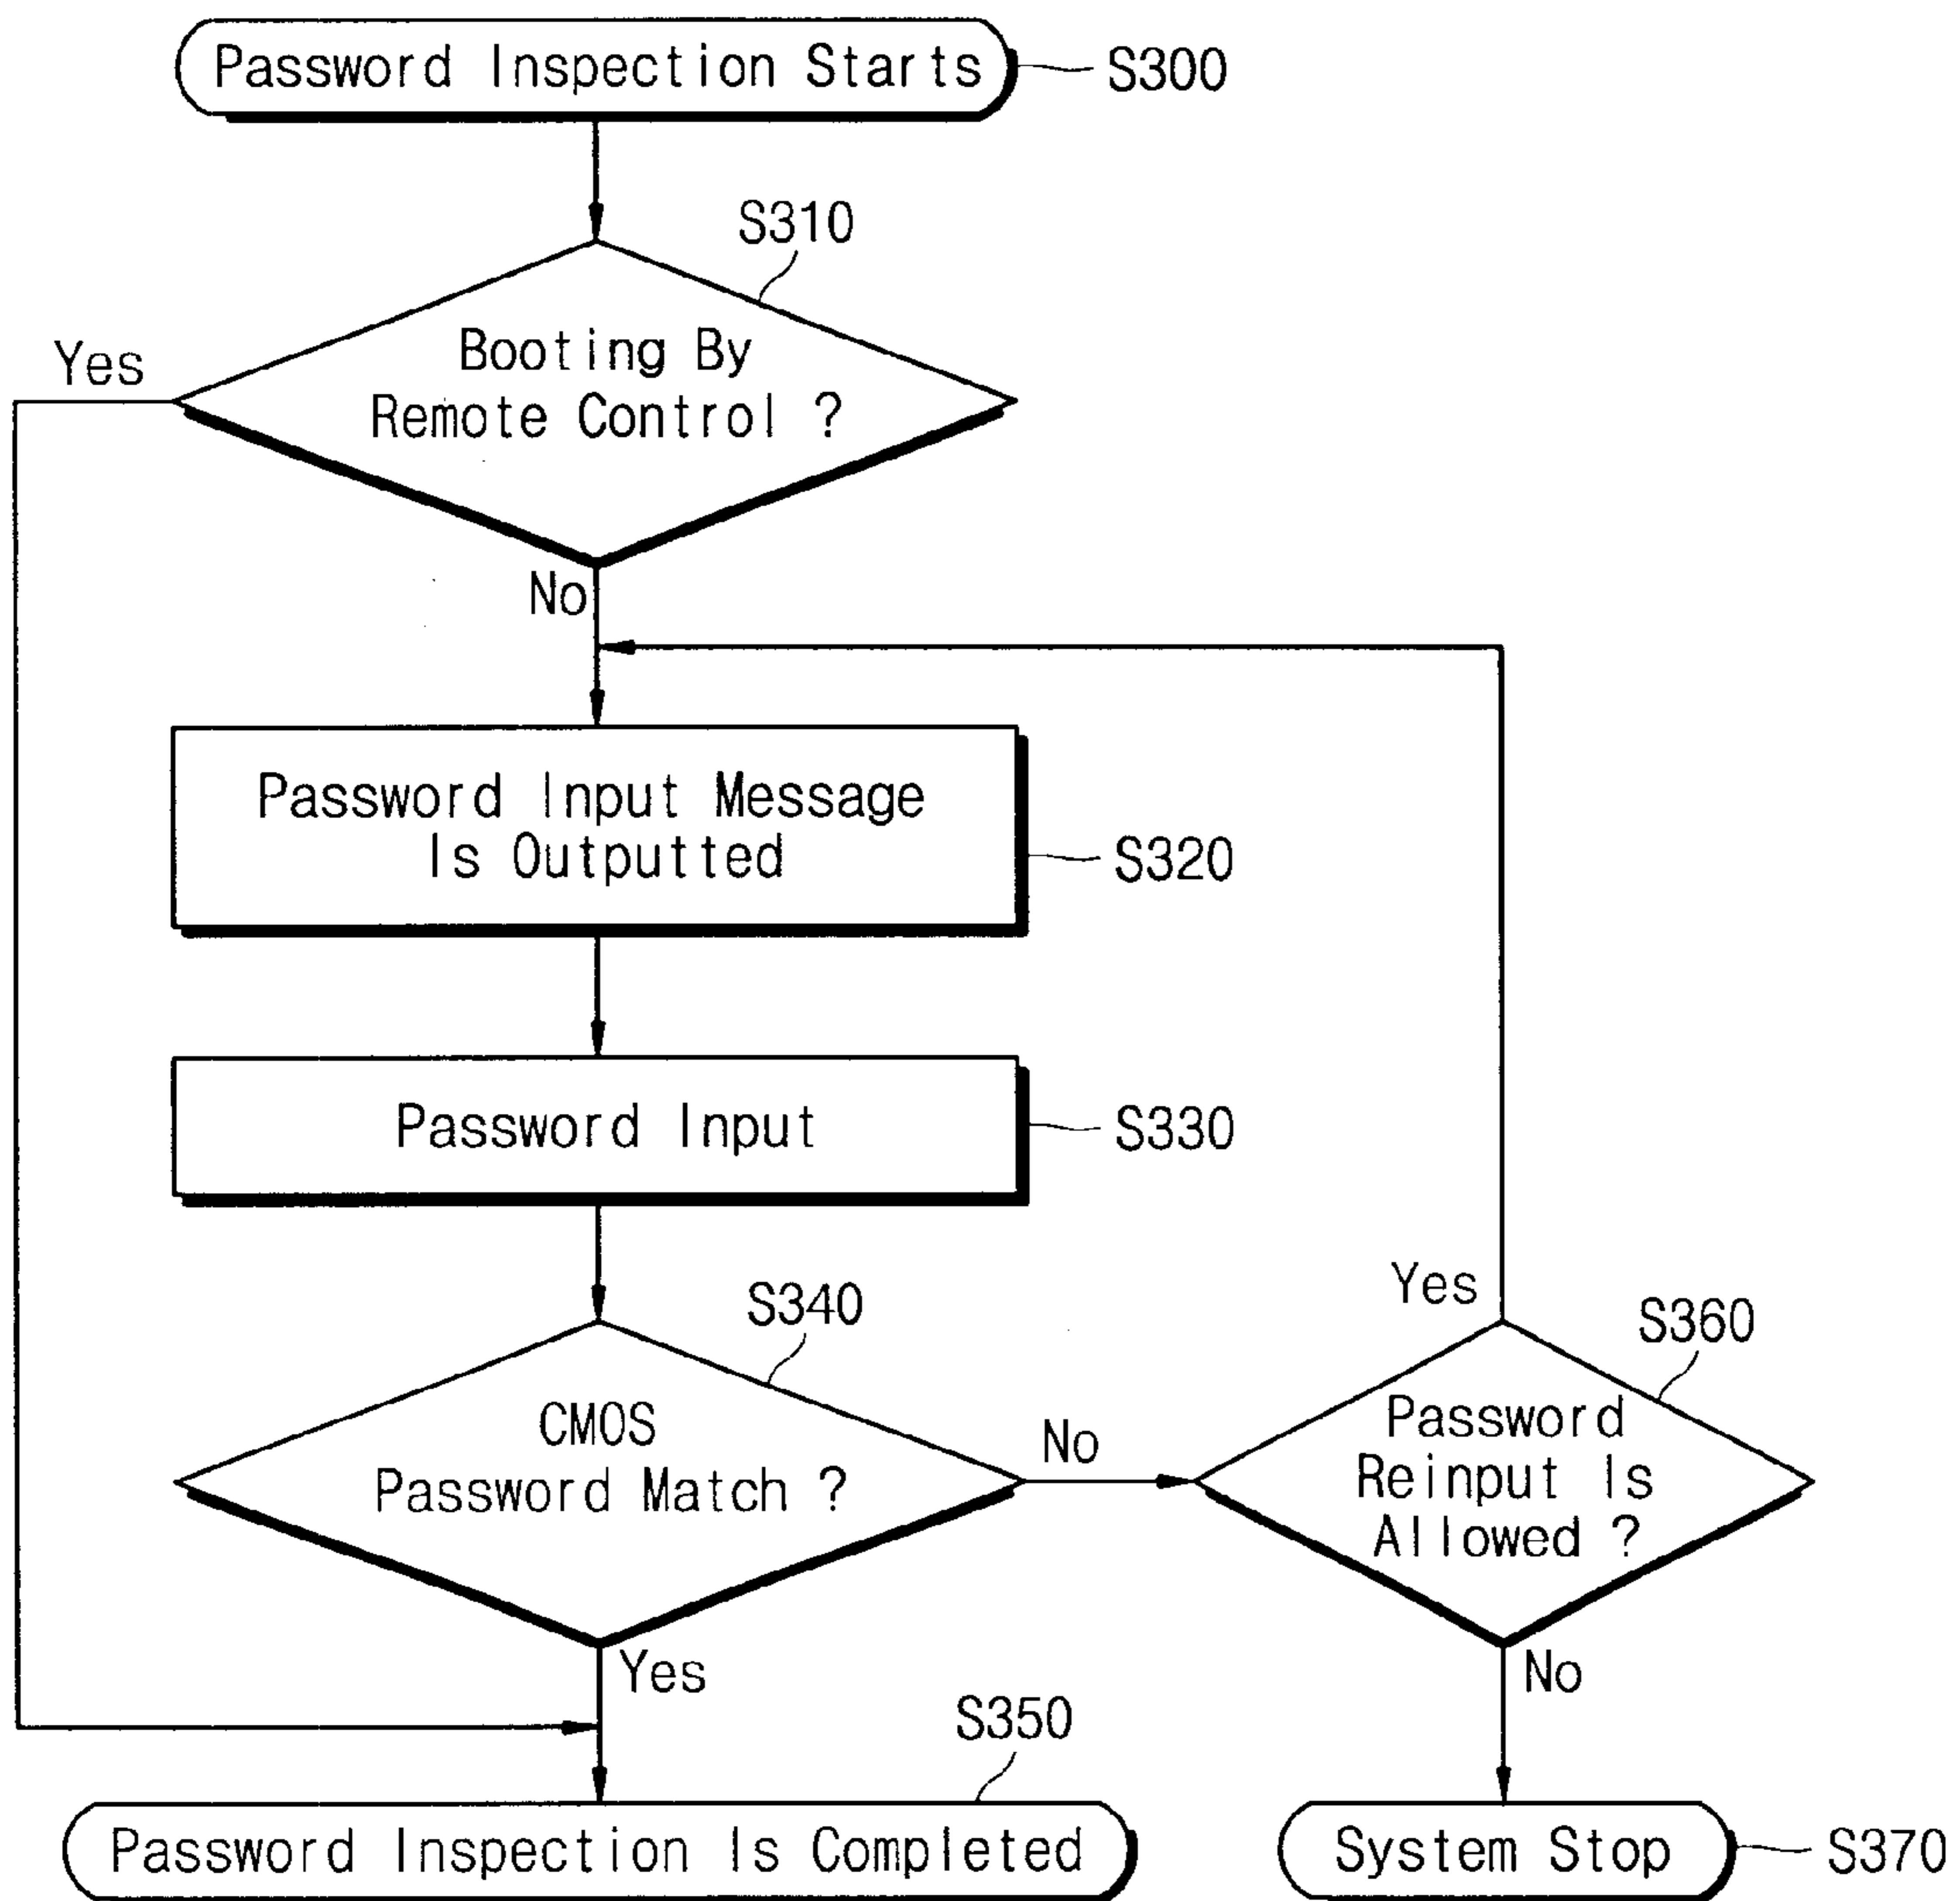 Password Inspection Starts
S300
S310
Booting By
Remote Control ?
Yes
No
Password Input Message
Is Outputted
S320
Password Input
S330
S340
CMOS
Password Match ?
No
Yes
S360
Password
Reinput Is
Allowed ?
Yes
No
S350
Password Inspection Is Completed
System Stop
S370